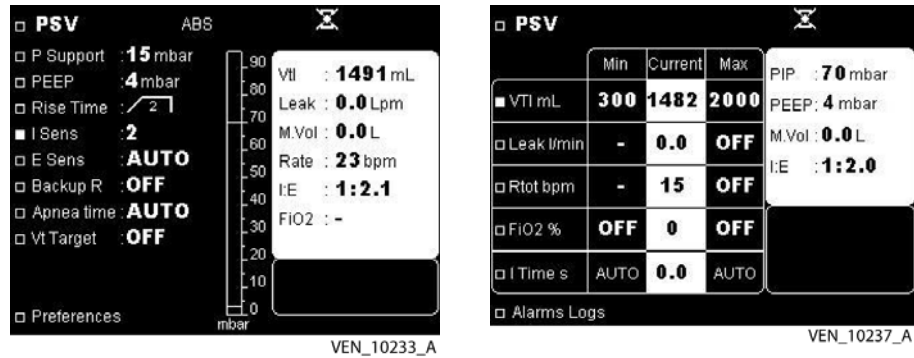 PSV ABS
P Support :15 mbar
PEEP :4 mbar
Rise Time : 2
I Sens :2
E Sens :AUTO
Backup R :OFF
Apnea time :AUTO
Vt Target :OFF
Preferences
90
80
70
60
50
40
30
20
10
0
mbar
Vtl : 1491 mL
Leak : 0.0 Lpm
M.Vol : 0.0 L
Rate : 23 bpm
I:E : 1:2.1
FiO2 : -
VEN_10233_A
PSV
Min Current Max
VTI mL 300 1482 2000
Leak l/min - 0.0 OFF
Rtot bpm - 15 OFF
FiO2 % OFF 0 OFF
I Time s AUTO 0.0 AUTO
Alarms Logs
PIP : 70 mbar
PEEP: 4 mbar
M.Vol : 0.0 L
I:E : 1:2.0
VEN_10237_A